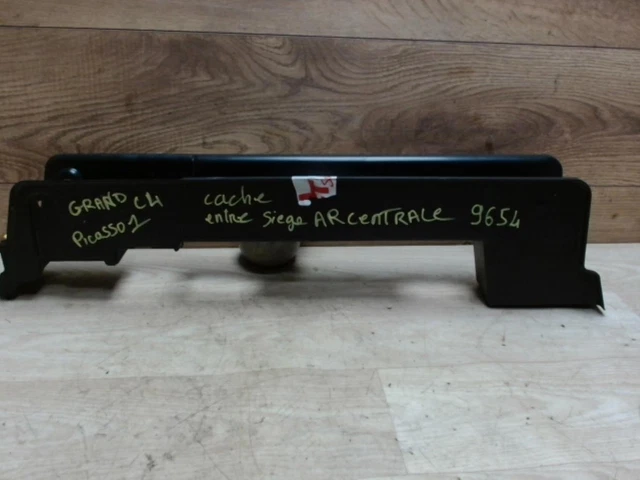 GRAND C4
Picasso 1
cache
entre siege AR CENTRALE 9654